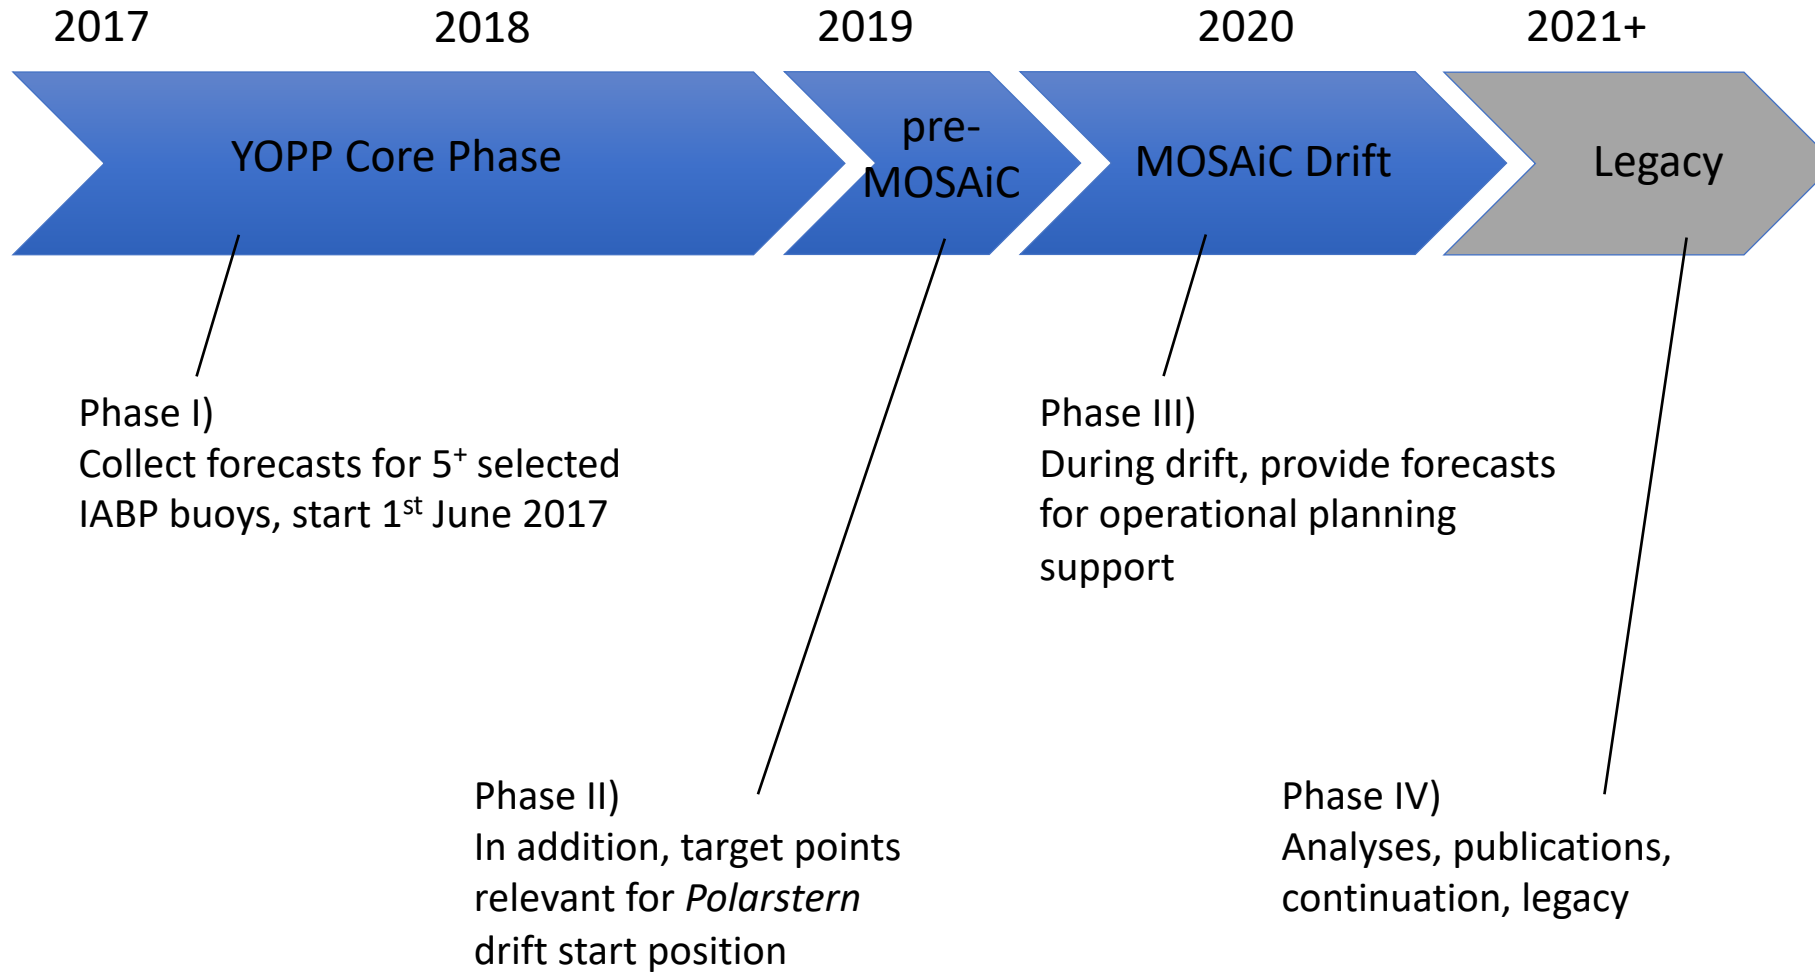 2017
2018
2019
2020
2021+
YOPP Core Phase
pre-
MOSAiC
MOSAiC Drift
Legacy
Phase I)
Collect forecasts for 5⁺ selected
IABP buoys, start 1ˢᵗ June 2017
Phase III)
During drift, provide forecasts
for operational planning
support
Phase II)
In addition, target points
relevant for Polarstern
drift start position
Phase IV)
Analyses, publications,
continuation, legacy